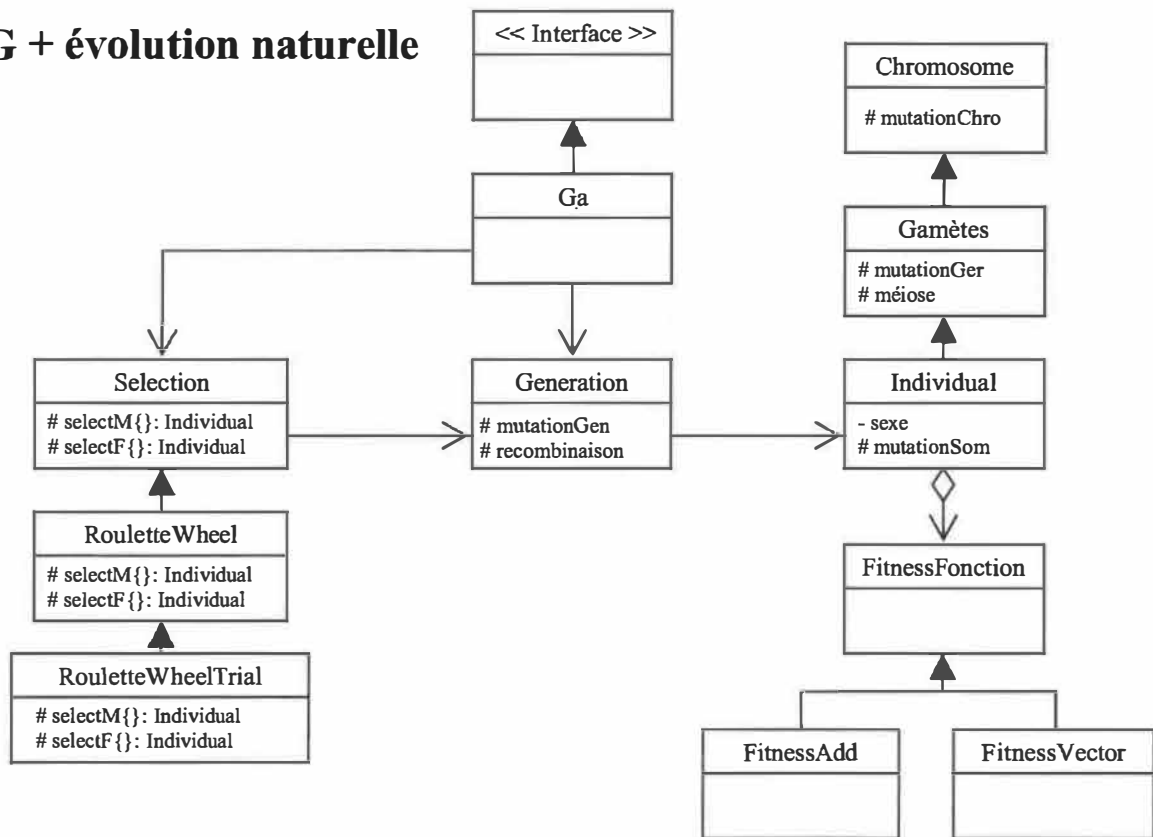 G + évolution naturelle
<< Interface >>
Chromosome
# mutationChro
Ga
Gamètes
# mutationGer
# méiose
Selection
# selectM{}: Individual
# selectF{}: Individual
Generation
# mutationGen
# recombinaison
Individual
- sexe
# mutationSom
RouletteWheel
# selectM{}: Individual
# selectF{}: Individual
FitnessFonction
RouletteWheelTrial
# selectM{}: Individual
# selectF{}: Individual
FitnessAdd
FitnessVector